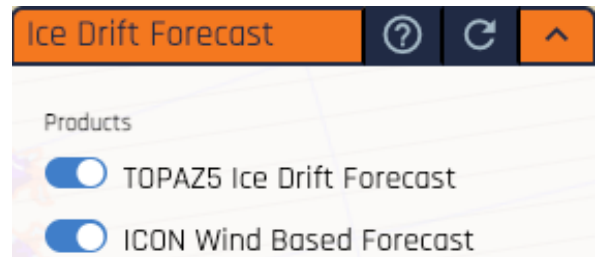 Ice Drift Forecast
Products
TOPAZ5 Ice Drift Forecast
ICON Wind Based Forecast